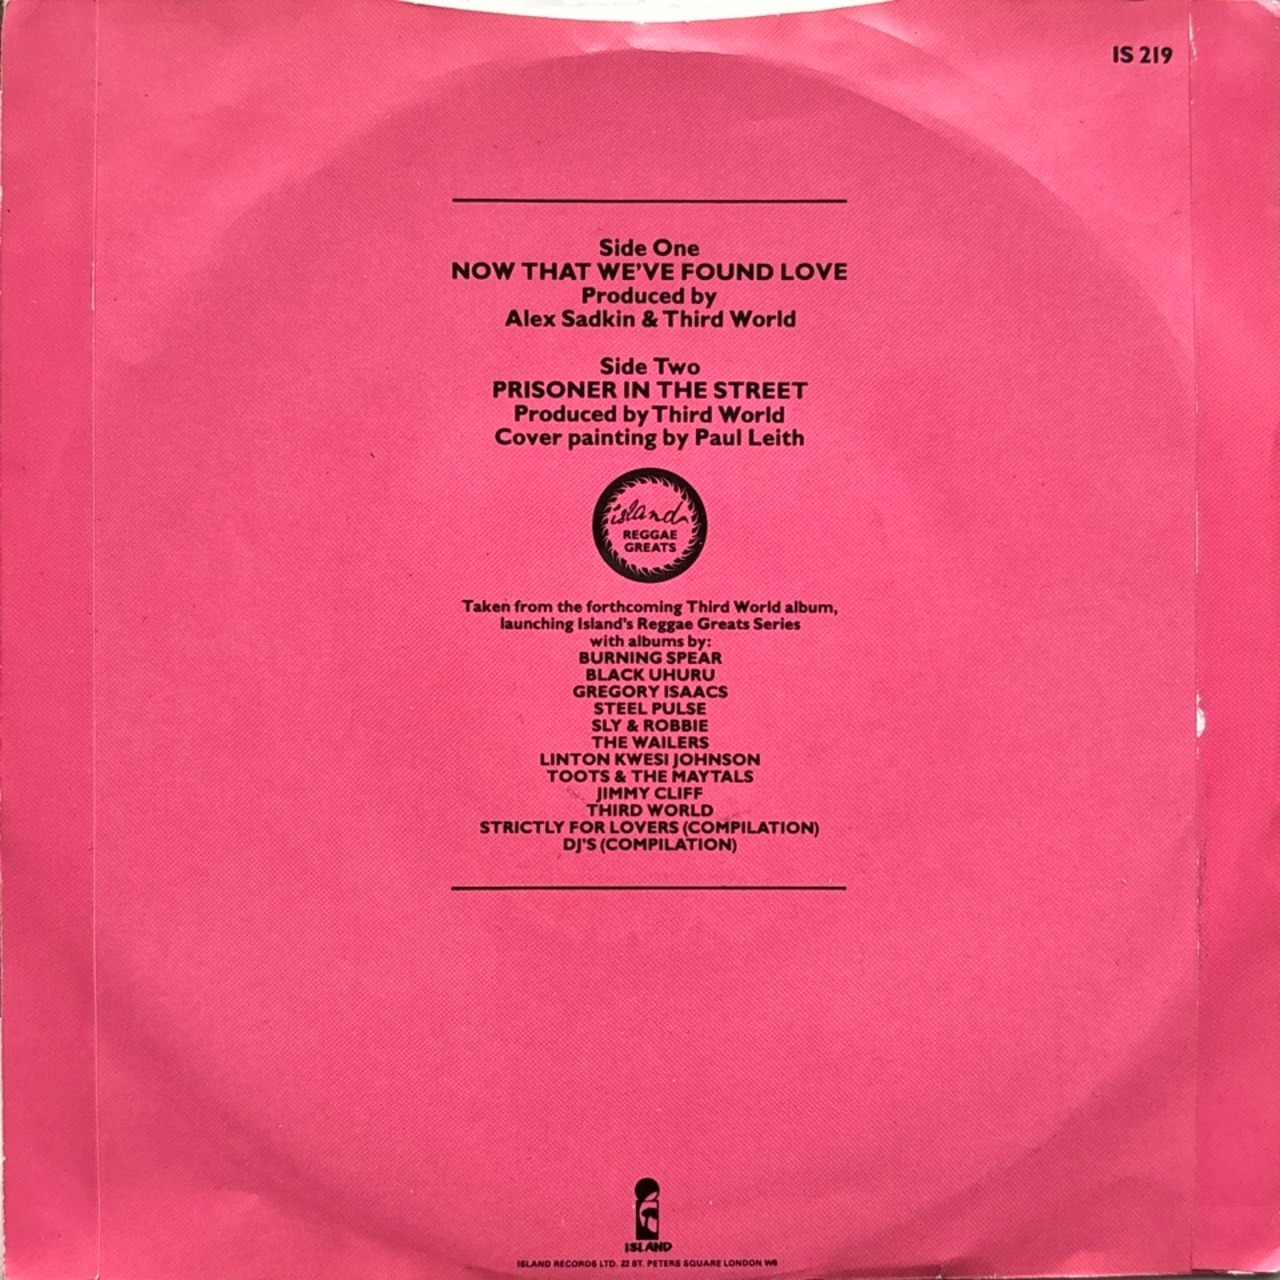 IS 219
Side One
NOW THAT WE'VE FOUND LOVE
Produced by
Alex Sadkin & Third World
Side Two
PRISONER IN THE STREET
Produced by Third World
Cover painting by Paul Leith
island
REGGAE
GREATS
Taken from the forthcoming Third World album,
launching Island's Reggae Greats Series
with albums by:
BURNING SPEAR
BLACK UHURU
GREGORY ISAACS
STEEL PULSE
SLY & ROBBIE
THE WAILERS
LINTON KWESI JOHNSON
TOOTS & THE MAYTALS
JIMMY CLIFF
THIRD WORLD
STRICTLY FOR LOVERS (COMPILATION)
DJ'S (COMPILATION)
ISLAND
ISLAND RECORDS LTD. 22 ST. PETERS SQUARE LONDON W6